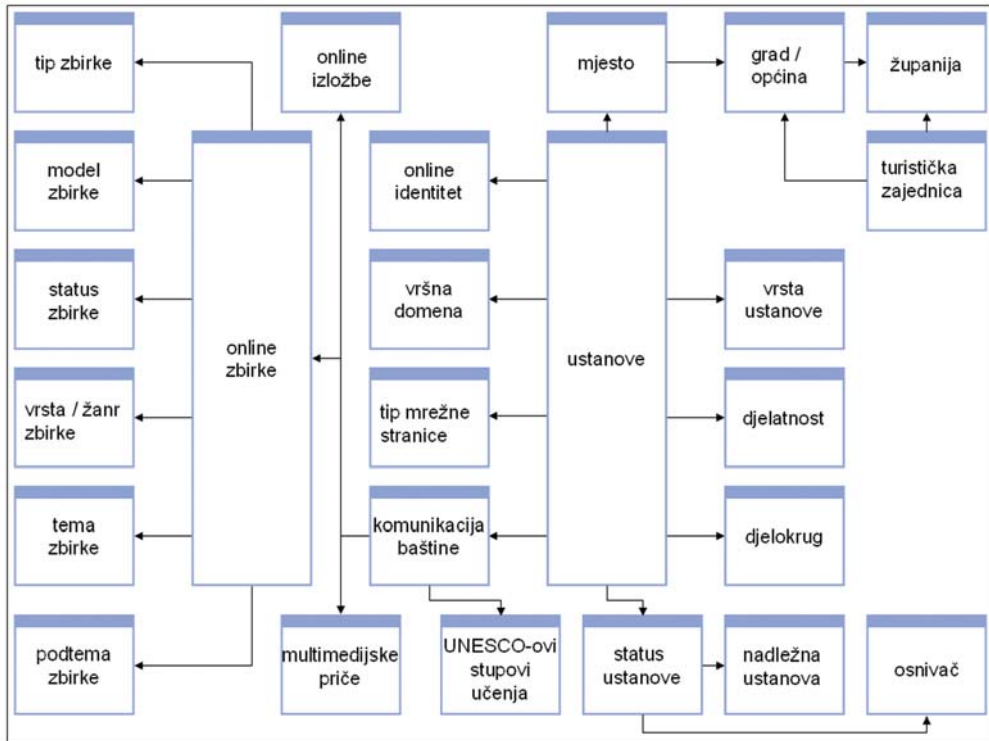 tip zbirke
online
izložbe
mjesto
grad /
općina
županija
model
zbirke
online
identitet
turistička
zajednica
status
zbirke
vršna
domena
vrsta
ustanove
online
zbirke
ustanove
vrsta / žanr
zbirke
tip mrežne
stranice
djelatnost
tema
zbirke
komunikacija
baštine
djelokrug
podtema
zbirke
multimedijske
priče
UNESCO-ovi
stupovi
učenja
status
ustanove
nadležna
ustanova
osnivač